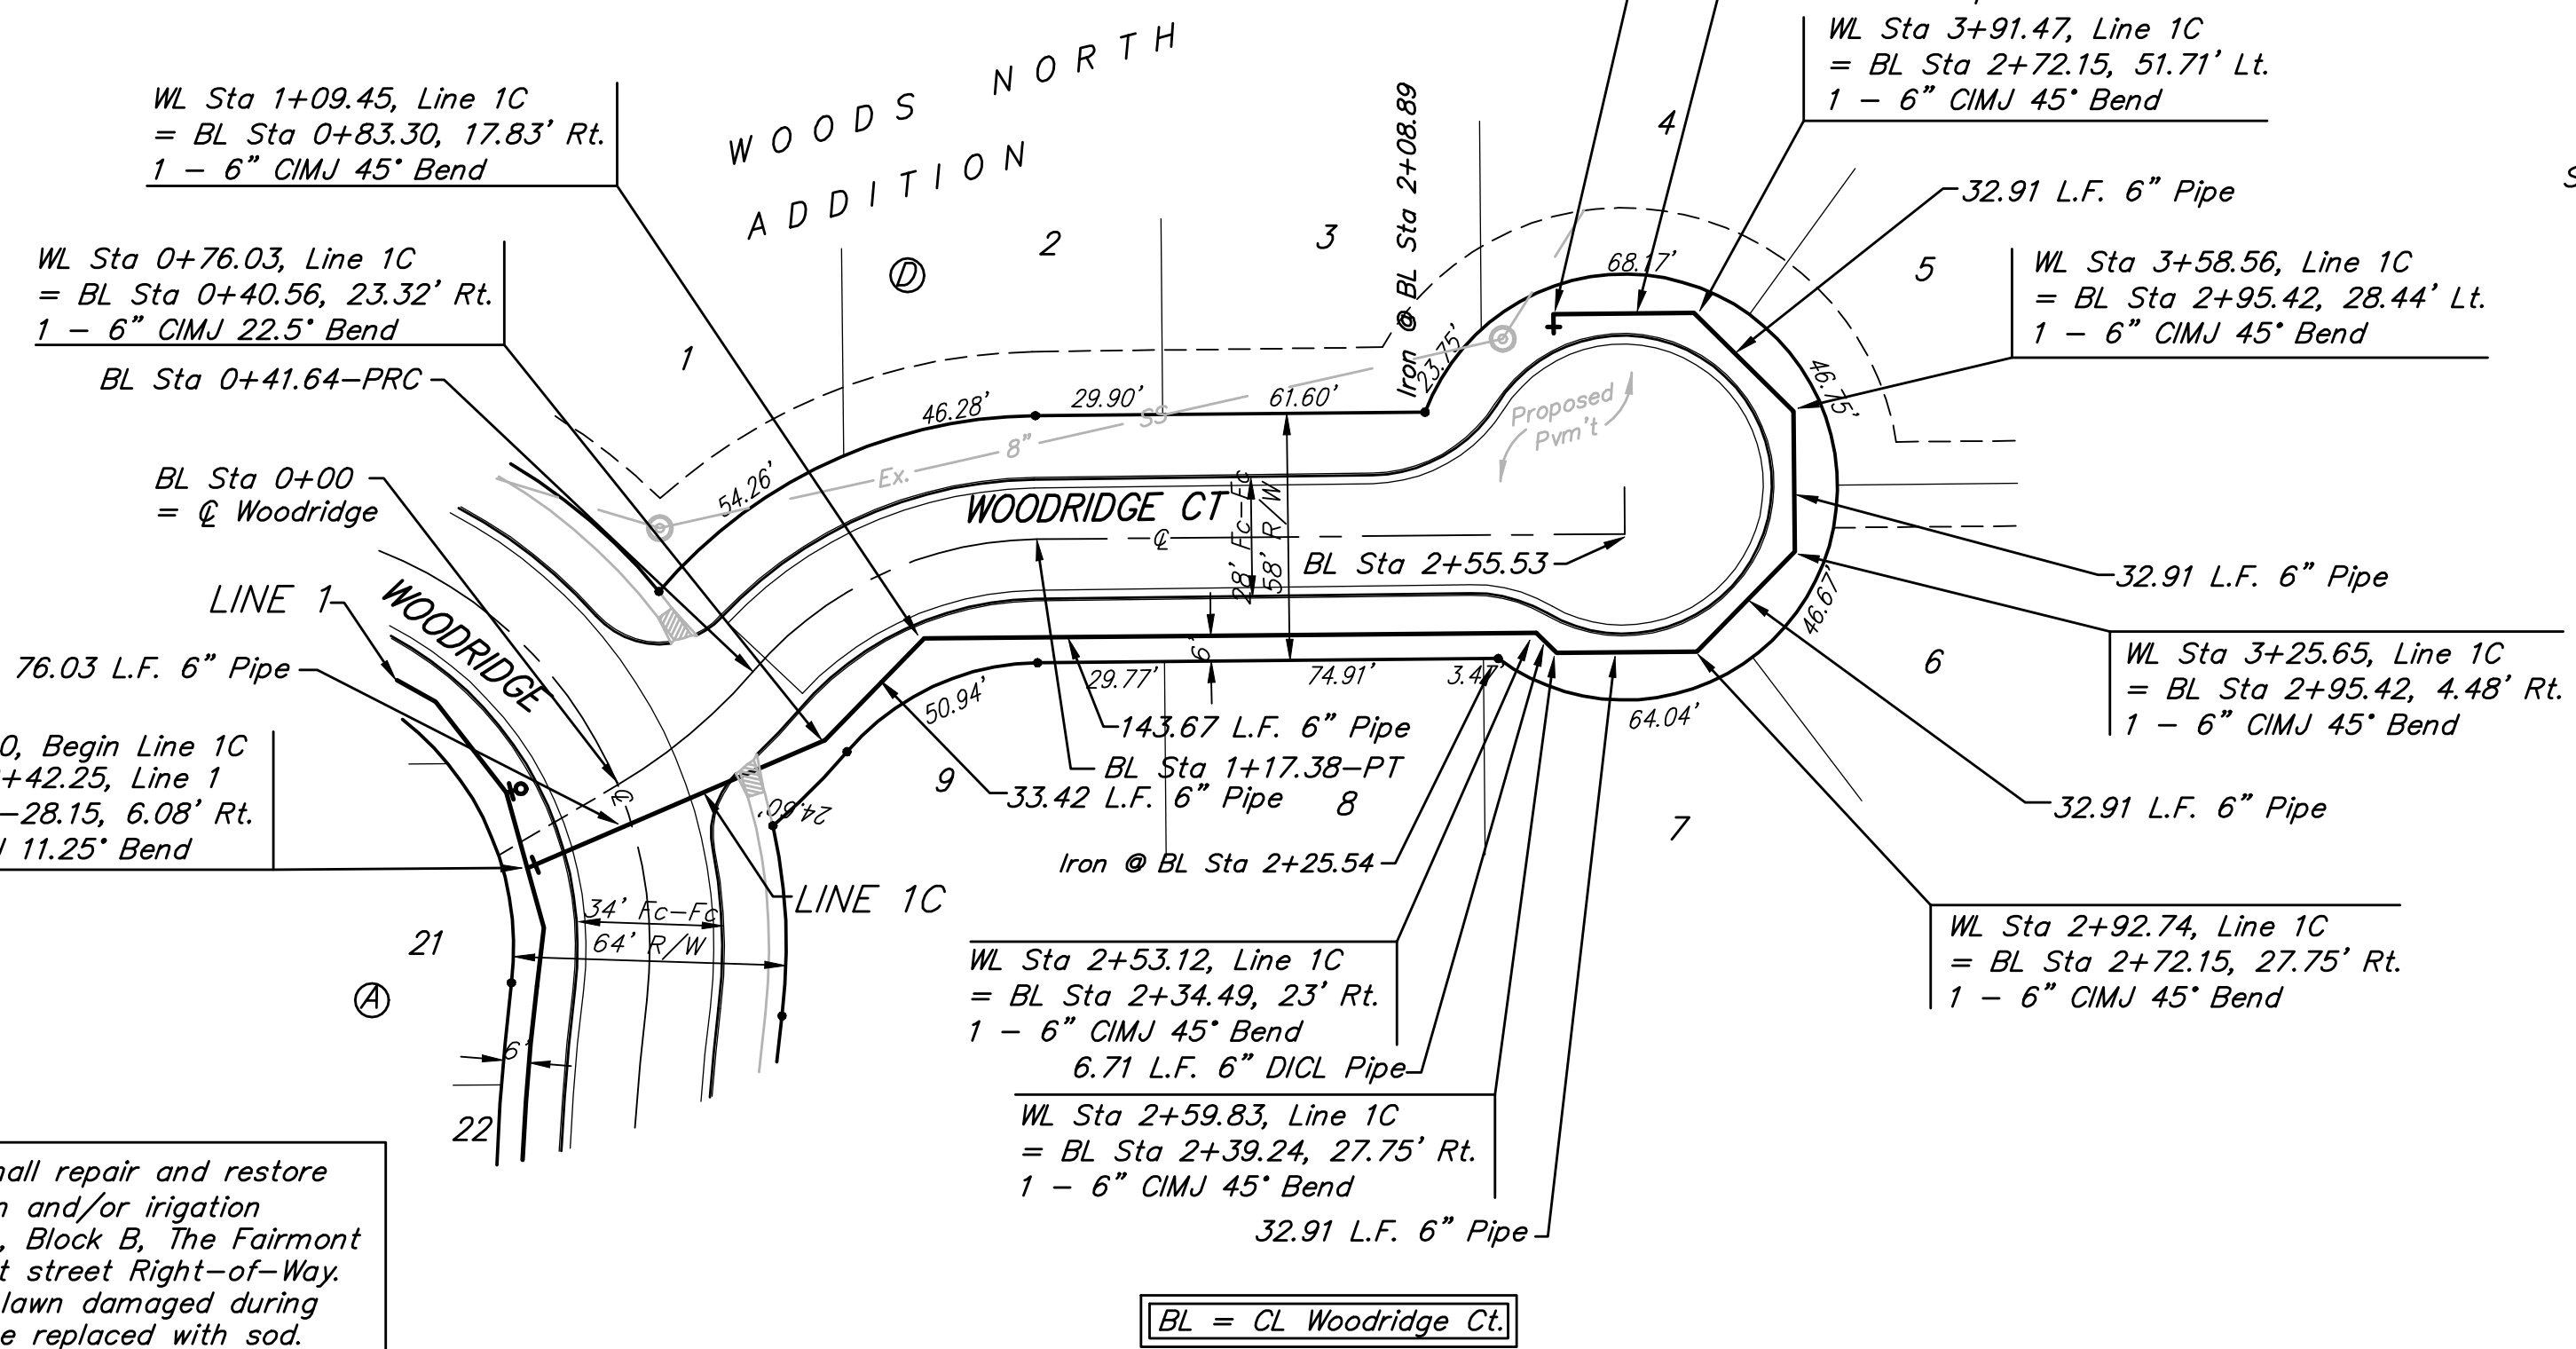 WL Sta 3+91.47, Line 1C
= BL Sta 2+72.15, 51.71' Lt.
1 – 6" CIMJ 45° Bend
WOODS NORTH
ADDITION
WL Sta 1+09.45, Line 1C
= BL Sta 0+83.30, 17.83' Rt.
1 – 6" CIMJ 45° Bend
Iron @ BL Sta 2+08.89
4
32.91 L.F. 6" Pipe
WL Sta 0+76.03, Line 1C
= BL Sta 0+40.56, 23.32' Rt.
1 – 6" CIMJ 22.5° Bend
D
2
3
68.17'
5
WL Sta 3+58.56, Line 1C
= BL Sta 2+95.42, 28.44' Lt.
1 – 6" CIMJ 45° Bend
1
BL Sta 0+41.64–PRC
46.28'
29.90'
61.60'
23.75'
46.75'
Proposed
Pvm't
Ex. 8" SS
54.26'
BL Sta 0+00
= ℄ Woodridge
WOODRIDGE CT
28' Fc–Fc
58' R/W
℄
BL Sta 2+55.53
32.91 L.F. 6" Pipe
LINE 1
WOODRIDGE
76.03 L.F. 6" Pipe
6'
46.67'
6
WL Sta 3+25.65, Line 1C
= BL Sta 2+95.42, 4.48' Rt.
1 – 6" CIMJ 45° Bend
29.77'
74.91'
3.47'
50.94'
64.04'
143.67 L.F. 6" Pipe
BL Sta 1+17.38–PT
33.42 L.F. 6" Pipe
9
8
7
32.91 L.F. 6" Pipe
0, Begin Line 1C
+42.25, Line 1
–28.15, 6.08' Rt.
11.25° Bend
℄
24.60'
Iron @ BL Sta 2+25.54
LINE 1C
34' Fc–Fc
64' R/W
21
A
WL Sta 2+92.74, Line 1C
= BL Sta 2+72.15, 27.75' Rt.
1 – 6" CIMJ 45° Bend
WL Sta 2+53.12, Line 1C
= BL Sta 2+34.49, 23' Rt.
1 – 6" CIMJ 45° Bend
6.71 L.F. 6" DICL Pipe
6'
22
WL Sta 2+59.83, Line 1C
= BL Sta 2+39.24, 27.75' Rt.
1 – 6" CIMJ 45° Bend
32.91 L.F. 6" Pipe
repair and restore
and/or irigation
, Block B, The Fairmont
street Right–of–Way.
lawn damaged during
replaced with sod.
BL = CL Woodridge Ct.